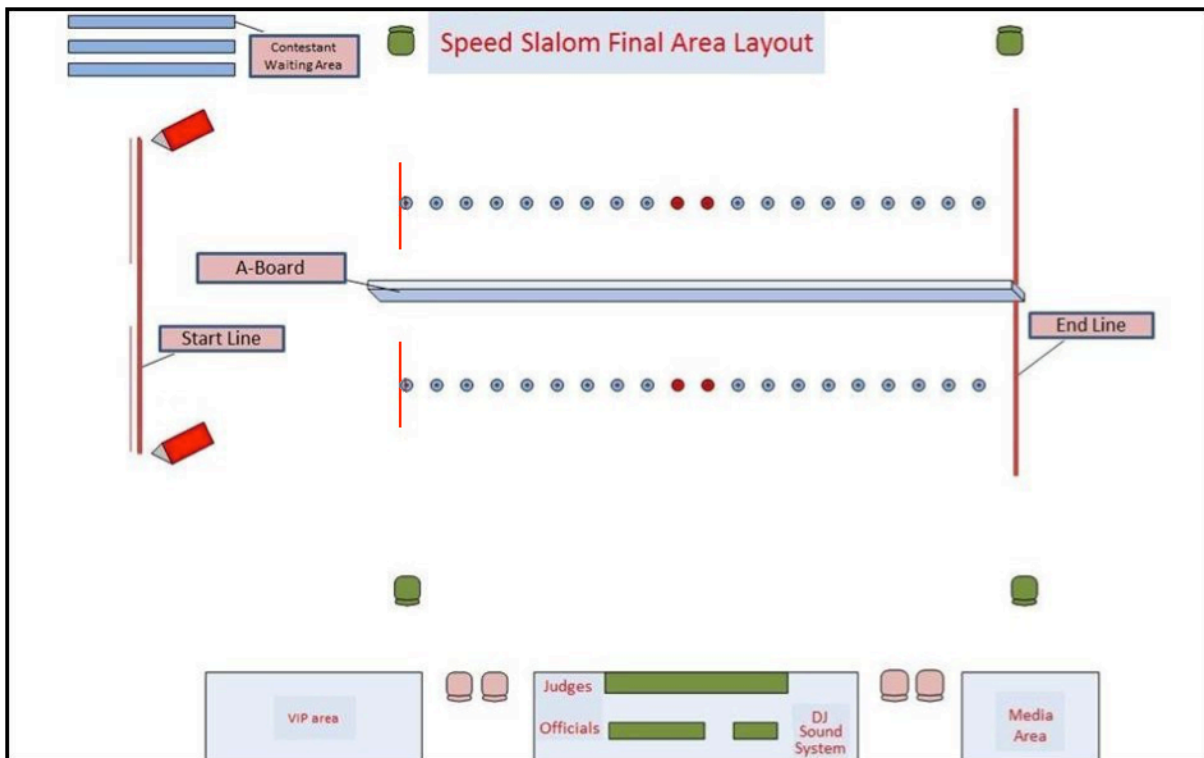 Speed Slalom Final Area Layout
Contestant
Waiting Area
A-Board
Start Line
End Line
VIP area
Judges
Officials
DJ
Sound
System
Media
Area